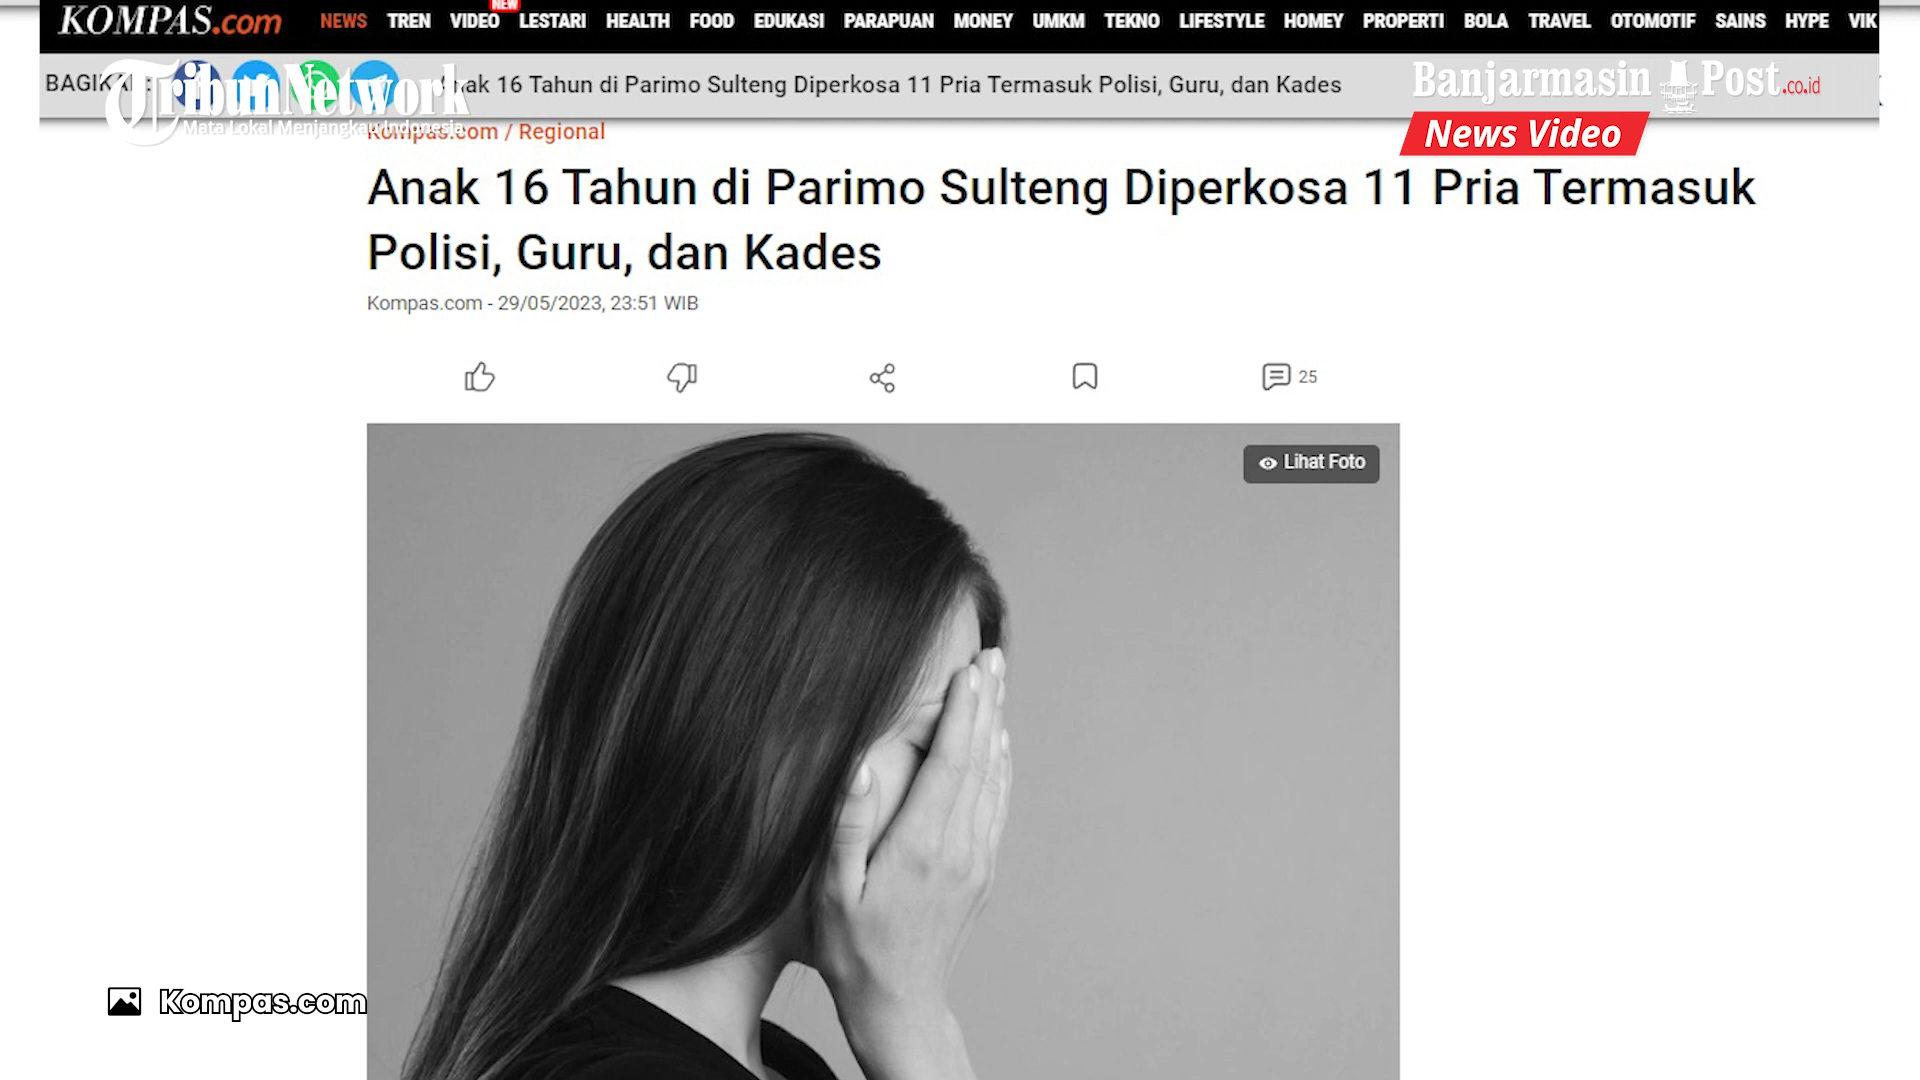 KOMPAS.com NEWS TREN VIDEO NEW LESTARI HEALTH FOOD EDUKASI PARAPUAN MONEY UMKM TEKNO LIFESTYLE HOMEY PROPERTI BOLA TRAVEL OTOMOTIF SAINS HYPE VIK
TribunNetwork
Mata Lokal Menjangkau Indonesia
Anak 16 Tahun di Parimo Sulteng Diperkosa 11 Pria Termasuk Polisi, Guru, dan Kades
Banjarmasin Post.co.id
News Video
Kompas.com / Regional
Anak 16 Tahun di Parimo Sulteng Diperkosa 11 Pria Termasuk
Polisi, Guru, dan Kades
Kompas.com - 29/05/2023, 23:51 WIB
25
Lihat Foto
Kompas.com